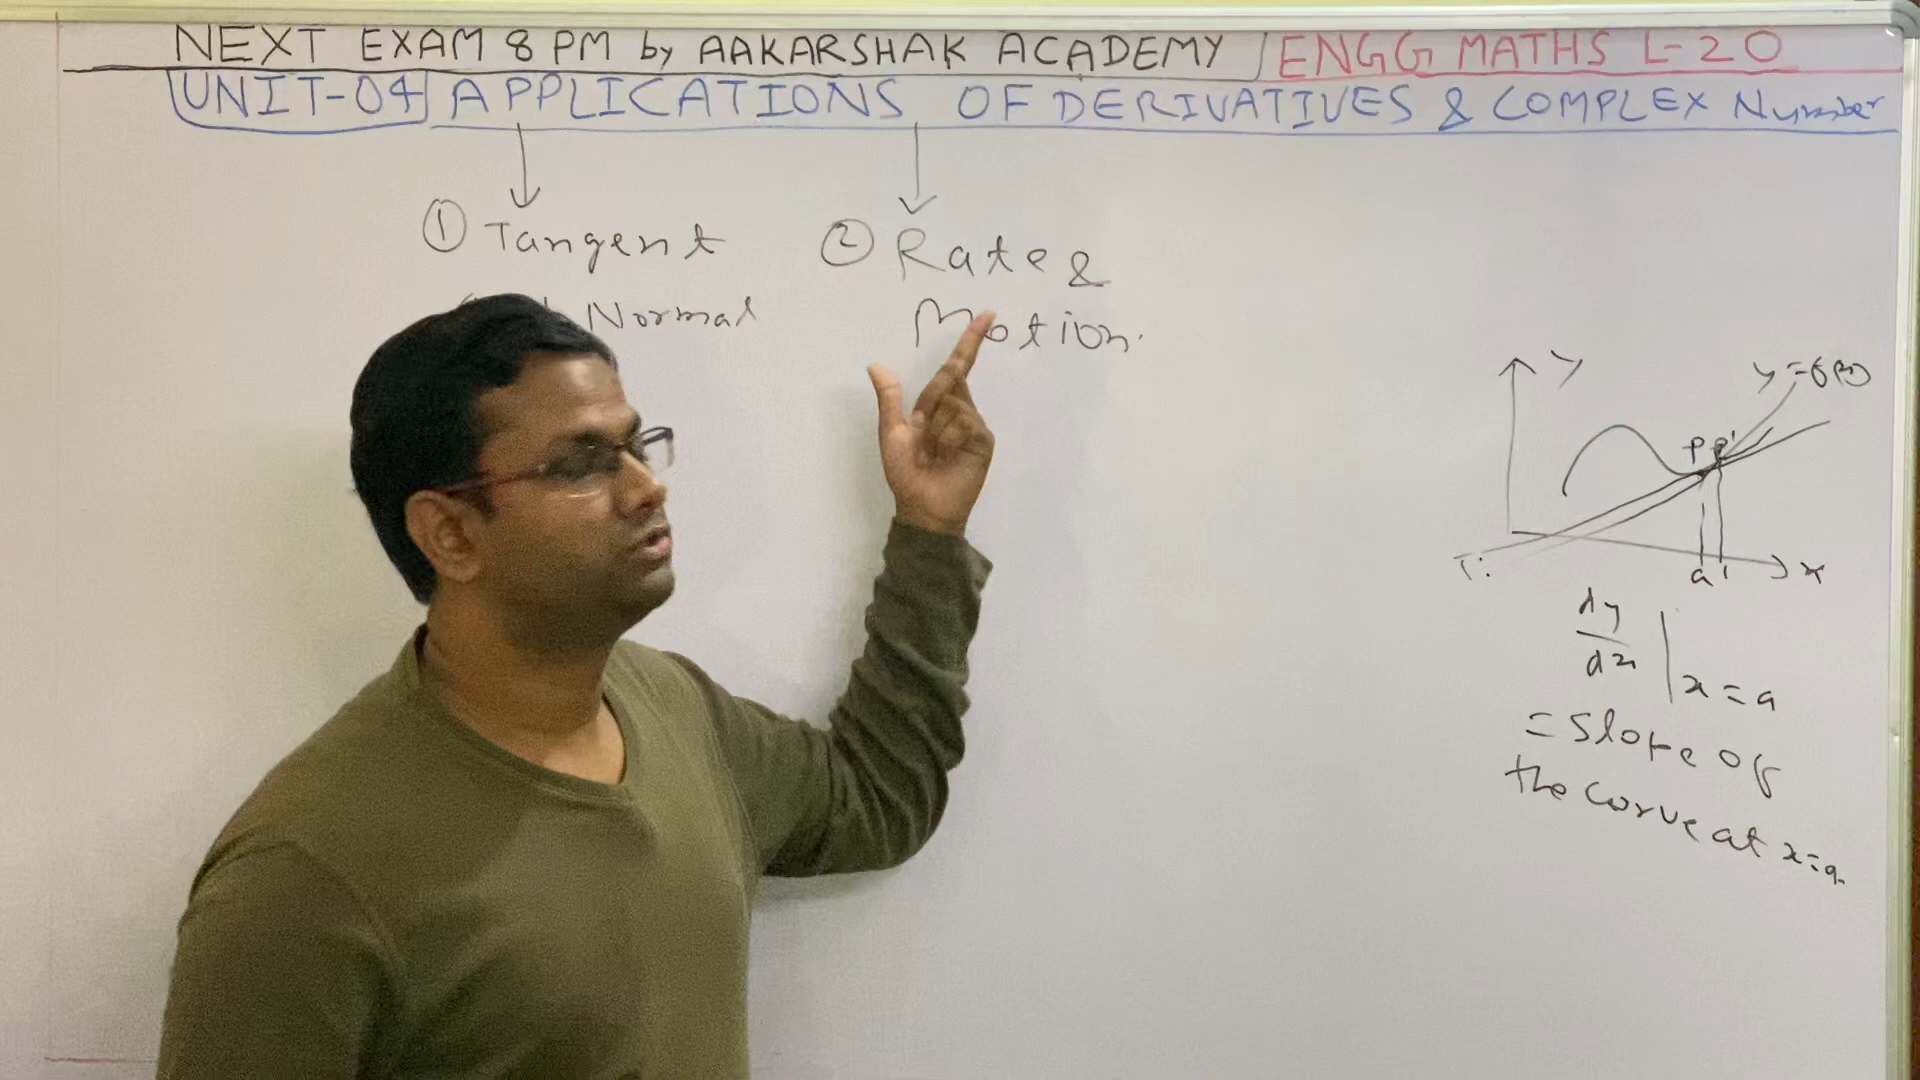 NEXT EXAM 8 PM by AAKARSHAK ACADEMY
ENGG MATHS L-20
UNIT-04 APPLICATIONS OF DERIVATIVES & COMPLEX Number
① Tangent
Normal
② Rate &
Motion.
y
P P'
a
x
dy
dx
x = a
= Slope of
the curve at x=a